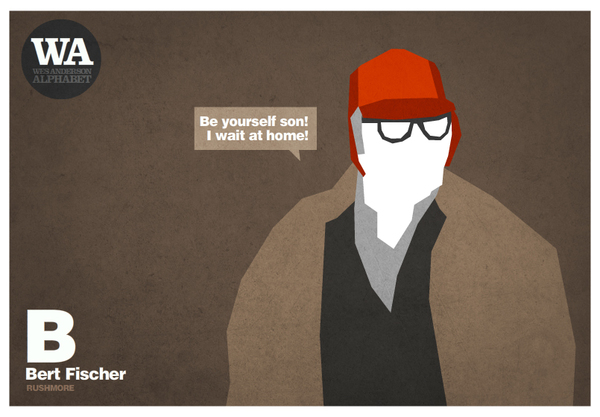 WA
WES ANDERSON
ALPHABET
Be yourself son!
I wait at home!
B
Bert Fischer
RUSHMORE